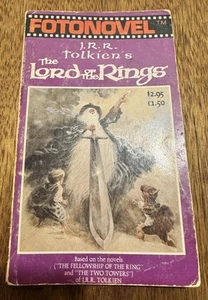 FOTONOVEL™
J.R.R.
Tolkien's
The Lord of the Rings
$2.95
£1.50
Based on the novels
("THE FELLOWSHIP OF THE RING"
and "THE TWO TOWERS")
of J.R.R. TOLKIEN